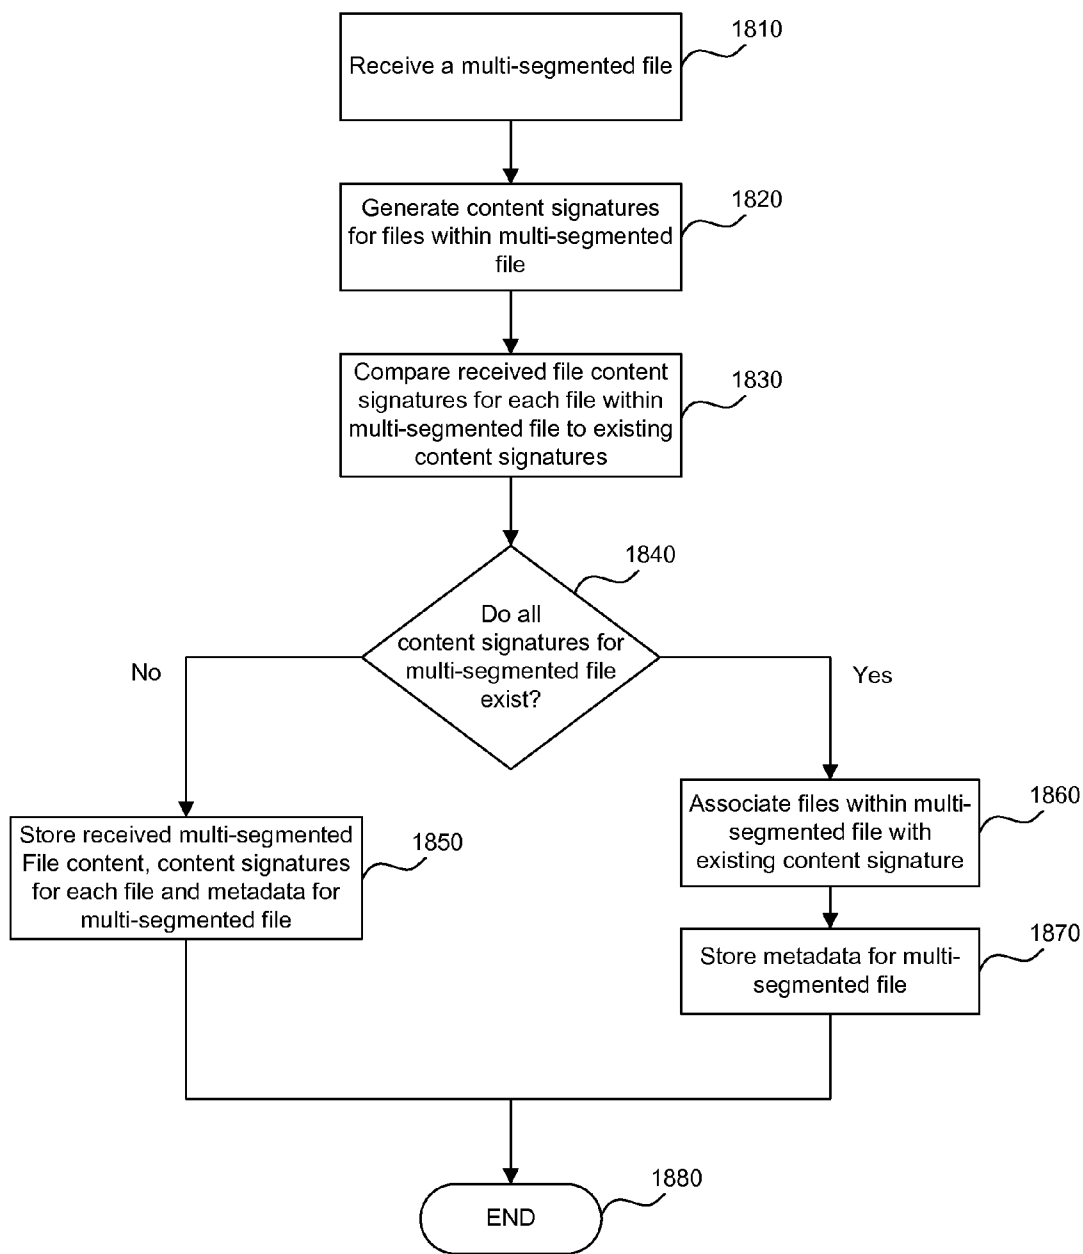 1810
Receive a multi-segmented file
1820
Generate content signatures
for files within multi-segmented
file
1830
Compare received file content
signatures for each file within
multi-segmented file to existing
content signatures
1840
Do all
content signatures for
multi-segmented file
exist?
No
Yes
1860
Associate files within multi-
segmented file with
existing content signature
1850
Store received multi-segmented
File content, content signatures
for each file and metadata for
multi-segmented file
1870
Store metadata for multi-
segmented file
1880
END